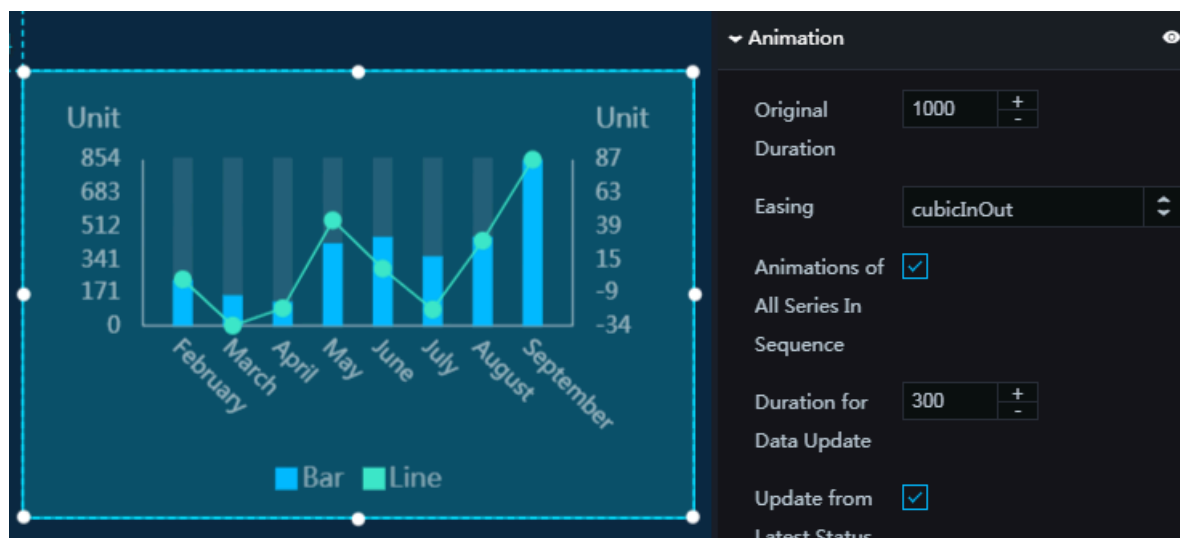 Unit
Unit
854
683
512
341
171
0
87
63
39
15
-9
-34
February
March
April
May
June
July
August
September
Bar
Line
Animation
Original
Duration
1000
+
-
Easing
cubicInOut
Animations of
All Series In
Sequence
Duration for
Data Update
300
+
-
Update from
Latest Status